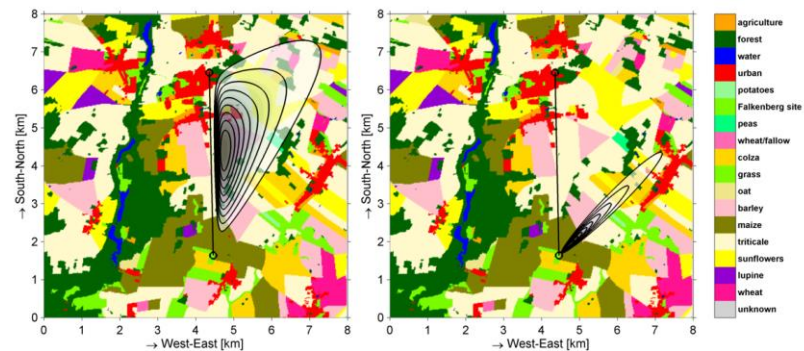 8
7
6
5
4
3
2
1
0
→ South-North [km]
0 1 2 3 4 5 6 7 8
→ West-East [km]
8
7
6
5
4
3
2
1
0
→ South-North [km]
0 1 2 3 4 5 6 7 8
→ West-East [km]
agriculture
forest
water
urban
potatoes
Falkenberg site
peas
wheat/fallow
colza
grass
oat
barley
maize
triticale
sunflowers
lupine
wheat
unknown